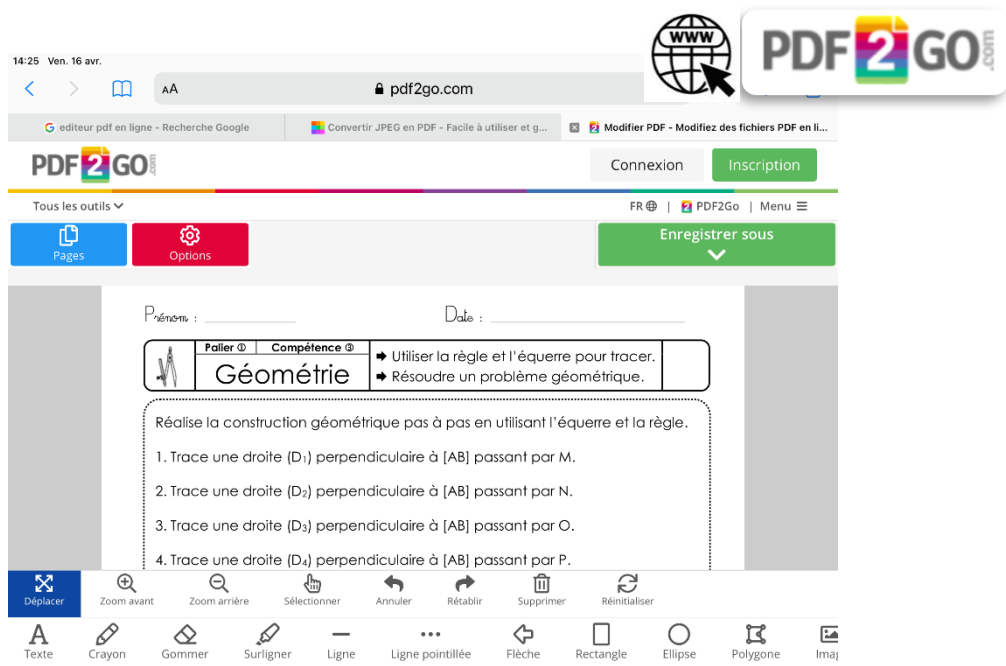 www
PDF2GO.com
14:25 Ven. 16 avr.
AA
pdf2go.com
editeur pdf en ligne - Recherche Google
Convertir JPEG en PDF - Facile à utiliser et g...
Modifier PDF - Modifiez des fichiers PDF en li...
PDF2GO.com
Connexion
Inscription
Tous les outils
FR | PDF2Go | Menu
Pages
Options
Enregistrer sous
Prénom :
Date :
Palier ① Compétence ③
Géométrie
➡ Utiliser la règle et l'équerre pour tracer.
➡ Résoudre un problème géométrique.
Réalise la construction géométrique pas à pas en utilisant l'équerre et la règle.
1. Trace une droite (D₁) perpendiculaire à [AB] passant par M.
2. Trace une droite (D₂) perpendiculaire à [AB] passant par N.
3. Trace une droite (D₃) perpendiculaire à [AB] passant par O.
4. Trace une droite (D₄) perpendiculaire à [AB] passant par P.
Déplacer
Zoom avant
Zoom arrière
Sélectionner
Annuler
Rétablir
Supprimer
Réinitialiser
Texte
Crayon
Gommer
Surligner
Ligne
Ligne pointillée
Flèche
Rectangle
Ellipse
Polygone
Imag